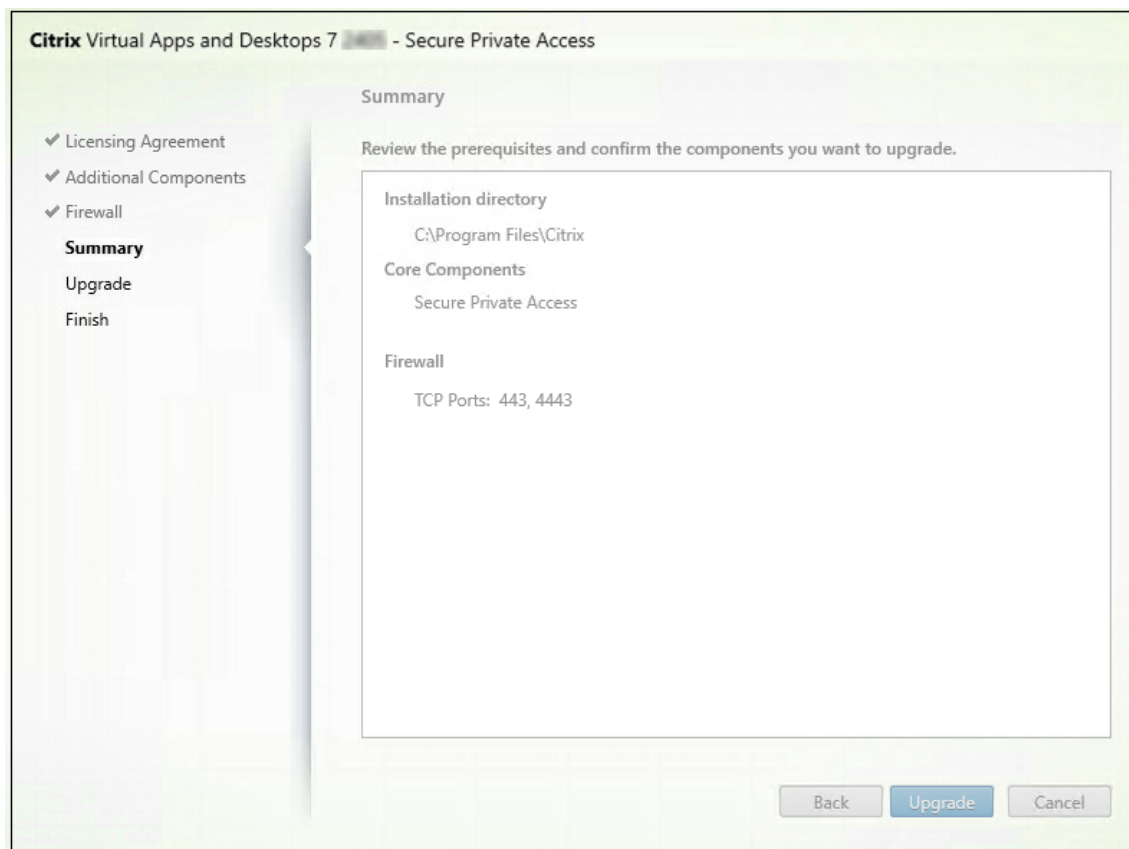 Citrix Virtual Apps and Desktops 7 - Secure Private Access
Summary
Licensing Agreement
Additional Components
Firewall
Summary
Upgrade
Finish
Review the prerequisites and confirm the components you want to upgrade.
Installation directory
C:\Program Files\Citrix
Core Components
Secure Private Access
Firewall
TCP Ports: 443, 4443
Back
Upgrade
Cancel